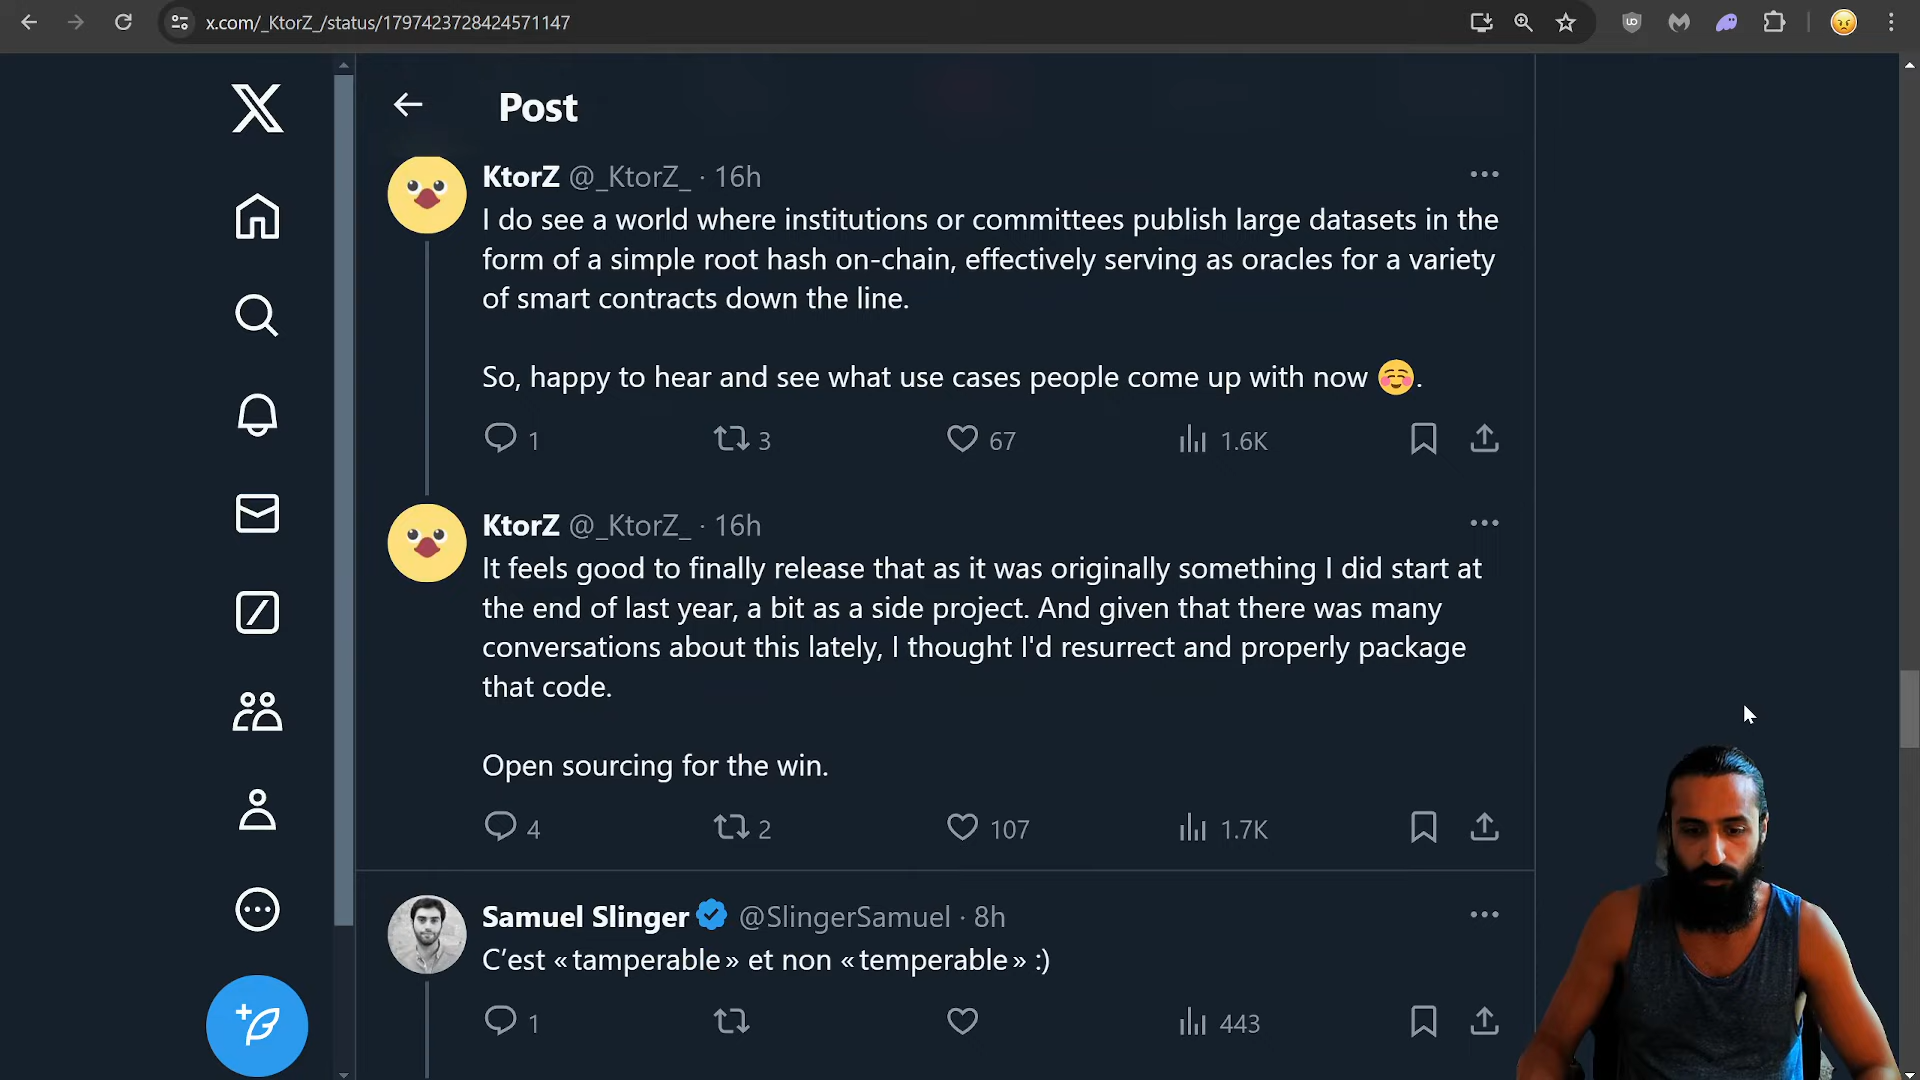 x.com/_KtorZ_/status/1797423728424571147
Post
KtorZ @_KtorZ_ · 16h
I do see a world where institutions or committees publish large datasets in the
form of a simple root hash on-chain, effectively serving as oracles for a variety
of smart contracts down the line.
So, happy to hear and see what use cases people come up with now ☺️.
1 3 67 1.6K
KtorZ @_KtorZ_ · 16h
It feels good to finally release that as it was originally something I did start at
the end of last year, a bit as a side project. And given that there was many
conversations about this lately, I thought I'd resurrect and properly package
that code.
Open sourcing for the win.
4 2 107 1.7K
Samuel Slinger @SlingerSamuel · 8h
C’est «tamperable» et non «temperable» :)
1 443